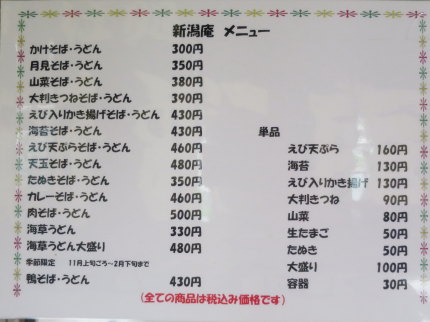 新潟庵 メニュー
かけそば・うどん 300円
月見そば・うどん 350円
山菜そば・うどん 380円
大判きつねそば・うどん 390円
えび入りかき揚げそば・うどん 430円
海苔そば・うどん 430円
えび天ぷらそば・うどん 460円
天玉そば・うどん 480円
たぬきそば・うどん 350円
カレーそば・うどん 460円
肉そば・うどん 500円
海草うどん 330円
海草うどん大盛り 480円
季節限定 11月上旬ごろ~2月下旬まで
鴨そば・うどん 430円
単品
えび天ぷら 160円
海苔 130円
えび入りかき揚げ 130円
大判きつね 90円
山菜 80円
生たまご 50円
たぬき 50円
大盛り 100円
容器 30円
(全ての商品は税込み価格です)